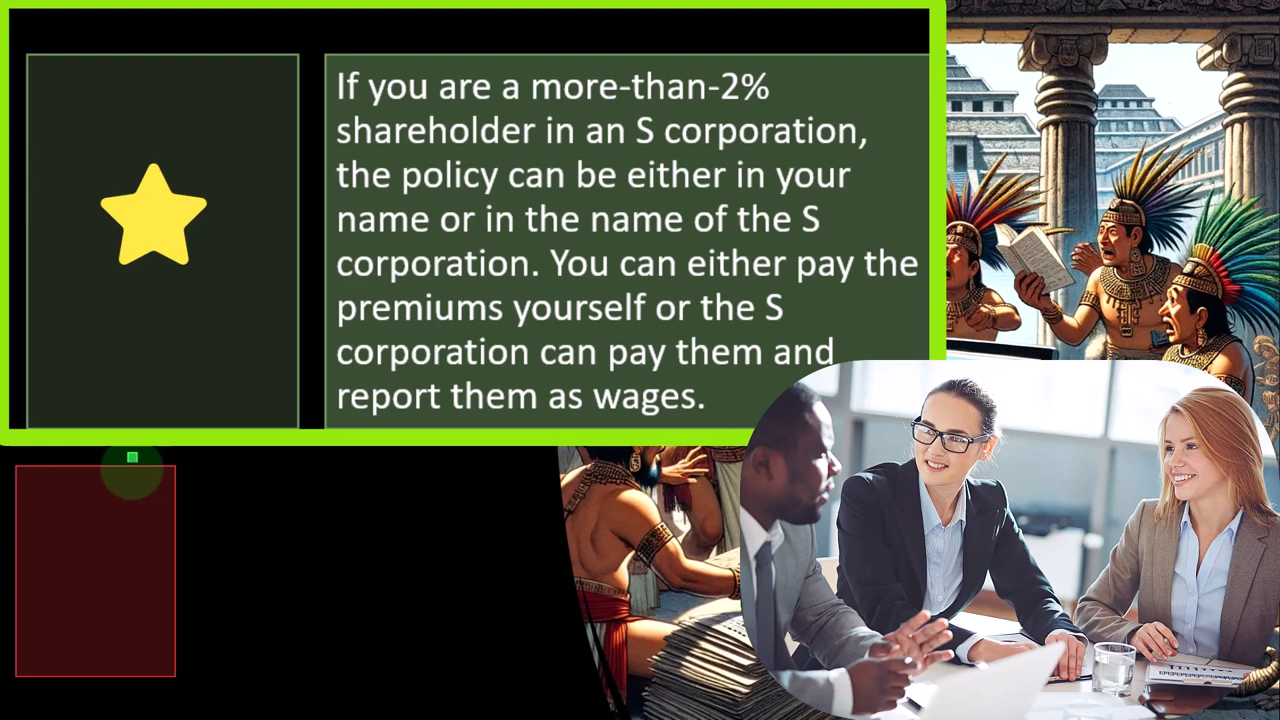 If you are a more-than-2%
shareholder in an S corporation,
the policy can be either in your
name or in the name of the S
corporation. You can either pay the
premiums yourself or the S
corporation can pay them and
report them as wages.